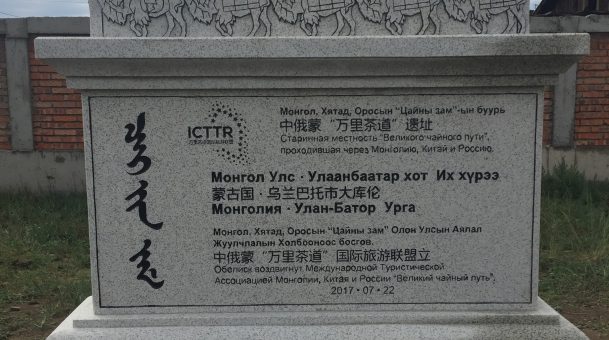 ICTTR
Монгол, Хятад, Оросын "Цайны зам"-ын буурь
中俄蒙“万里茶道”遗址
Старинная местность "Великого чайного пути",
проходившая через Монголию, Китай и Россию.
Монгол Улс · Улаанбаатар хот Их хүрээ
蒙古国·乌兰巴托市大库伦
Монголия · Улан-Батор Урга
Монгол, Хятад, Оросын "Цайны зам" Олон Улсын Аялал
Жуулчлалын Холбооноос босгов.
中俄蒙“万里茶道”国际旅游联盟立
Обелиск воздвигнут Международной Туристической
Ассоциацией Монголии, Китая и России "Великий чайный путь".
2017·07·22